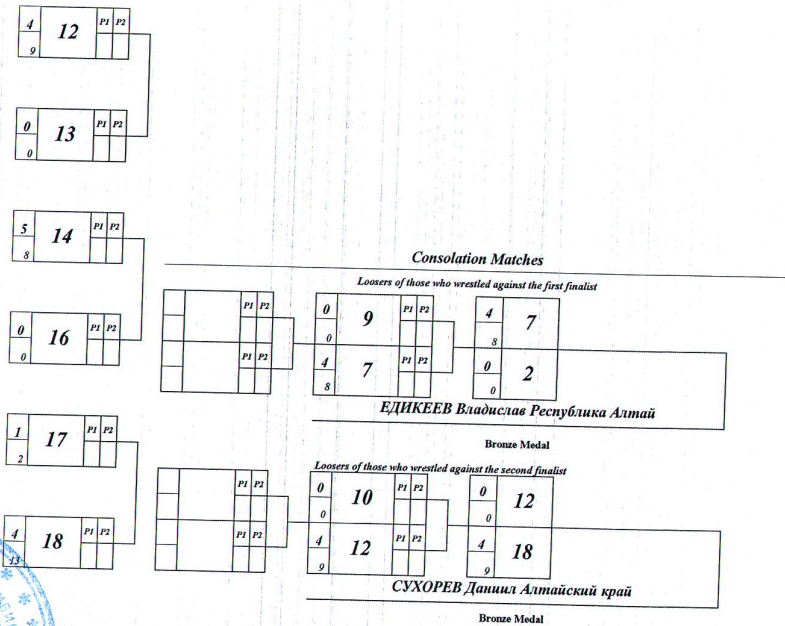 4 12 P1 P2
9
0 13 P1 P2
0
5 14 P1 P2
8
0 16 P1 P2
0
1 17 P1 P2
2
4 18 P1 P2
13
Consolation Matches
Loosers of those who wrestled against the first finalist
P1 P2 0 9 P1 P2 4 7
0 8
P1 P2 4 7 P1 P2 0 2
8 0
ЕДИКЕЕВ Владислав Республика Алтай
Bronze Medal
Loosers of those who wrestled against the second finalist
P1 P2 0 10 P1 P2 0 12
0 0
P1 P2 4 12 P1 P2 4 18
9 9
СУХОРЕВ Даниил Алтайский край
Bronze Medal